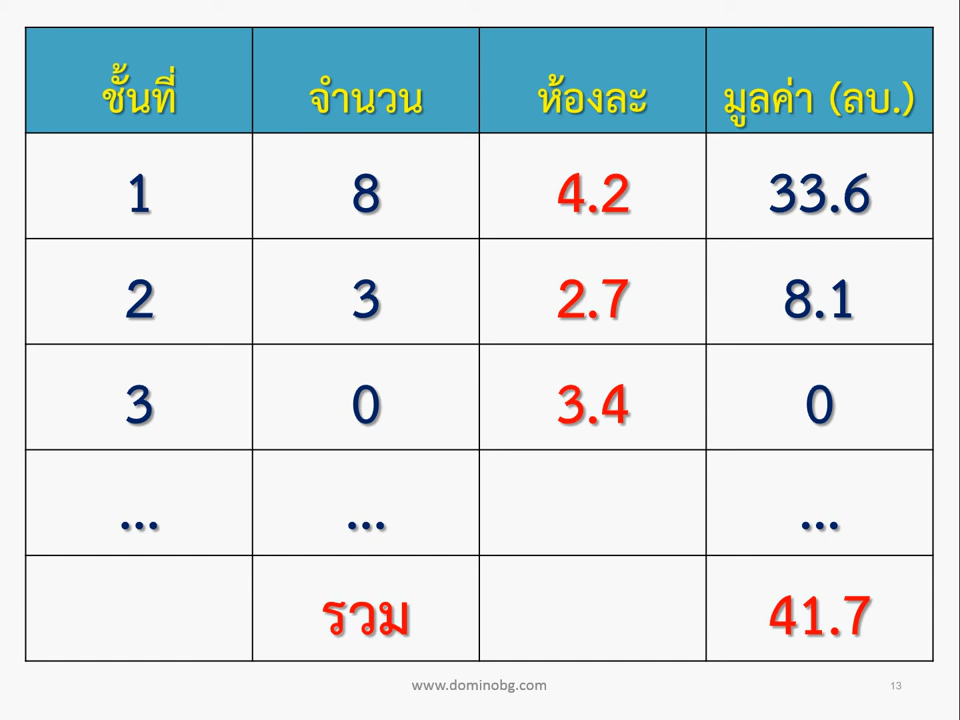 ชั้นที่ จำนวน ห้องละ มูลค่า (ลบ.)
1 8 4.2 33.6
2 3 2.7 8.1
3 0 3.4 0
... ... ...
รวม 41.7
www.dominobg.com 13